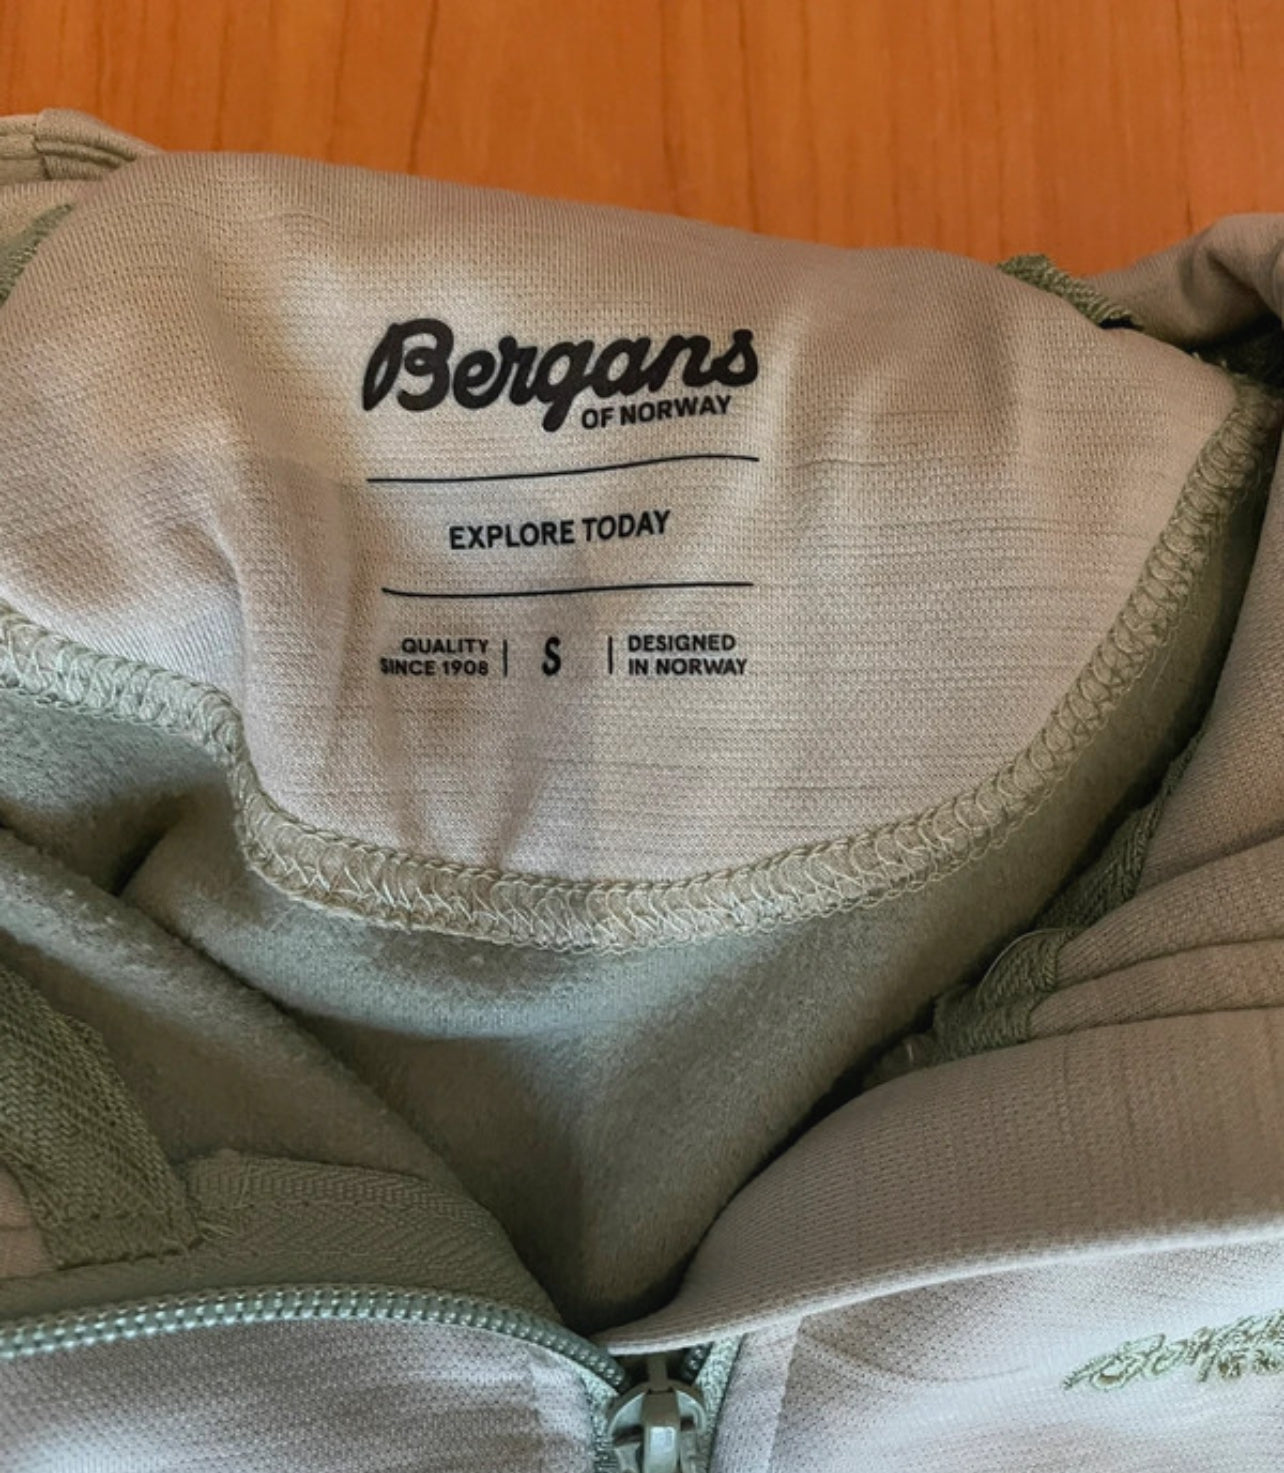 Bergans
OF NORWAY
EXPLORE TODAY
QUALITY
SINCE 1908
S
DESIGNED
IN NORWAY